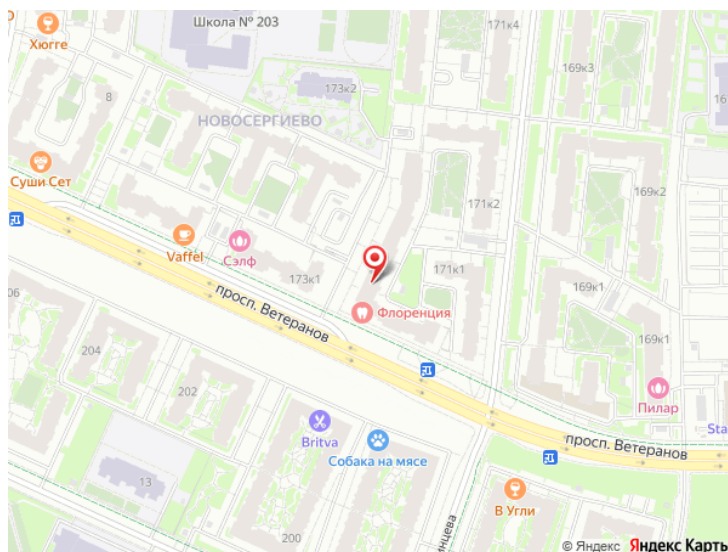 Школа № 203
Хюгге
171к4
169к3
173к2
8
НОВОСЕРГИЕВО
Суши Сет
169к2
171к2
Vaffel
Сэлф
173к1
171к1
169к1
просп. Ветеранов
Флоренция
169к1
204
202
Пилар
Britva
Собака на мясе
просп. Ветеранов
13
В Угли
200
© Яндекс Яндекс Карты